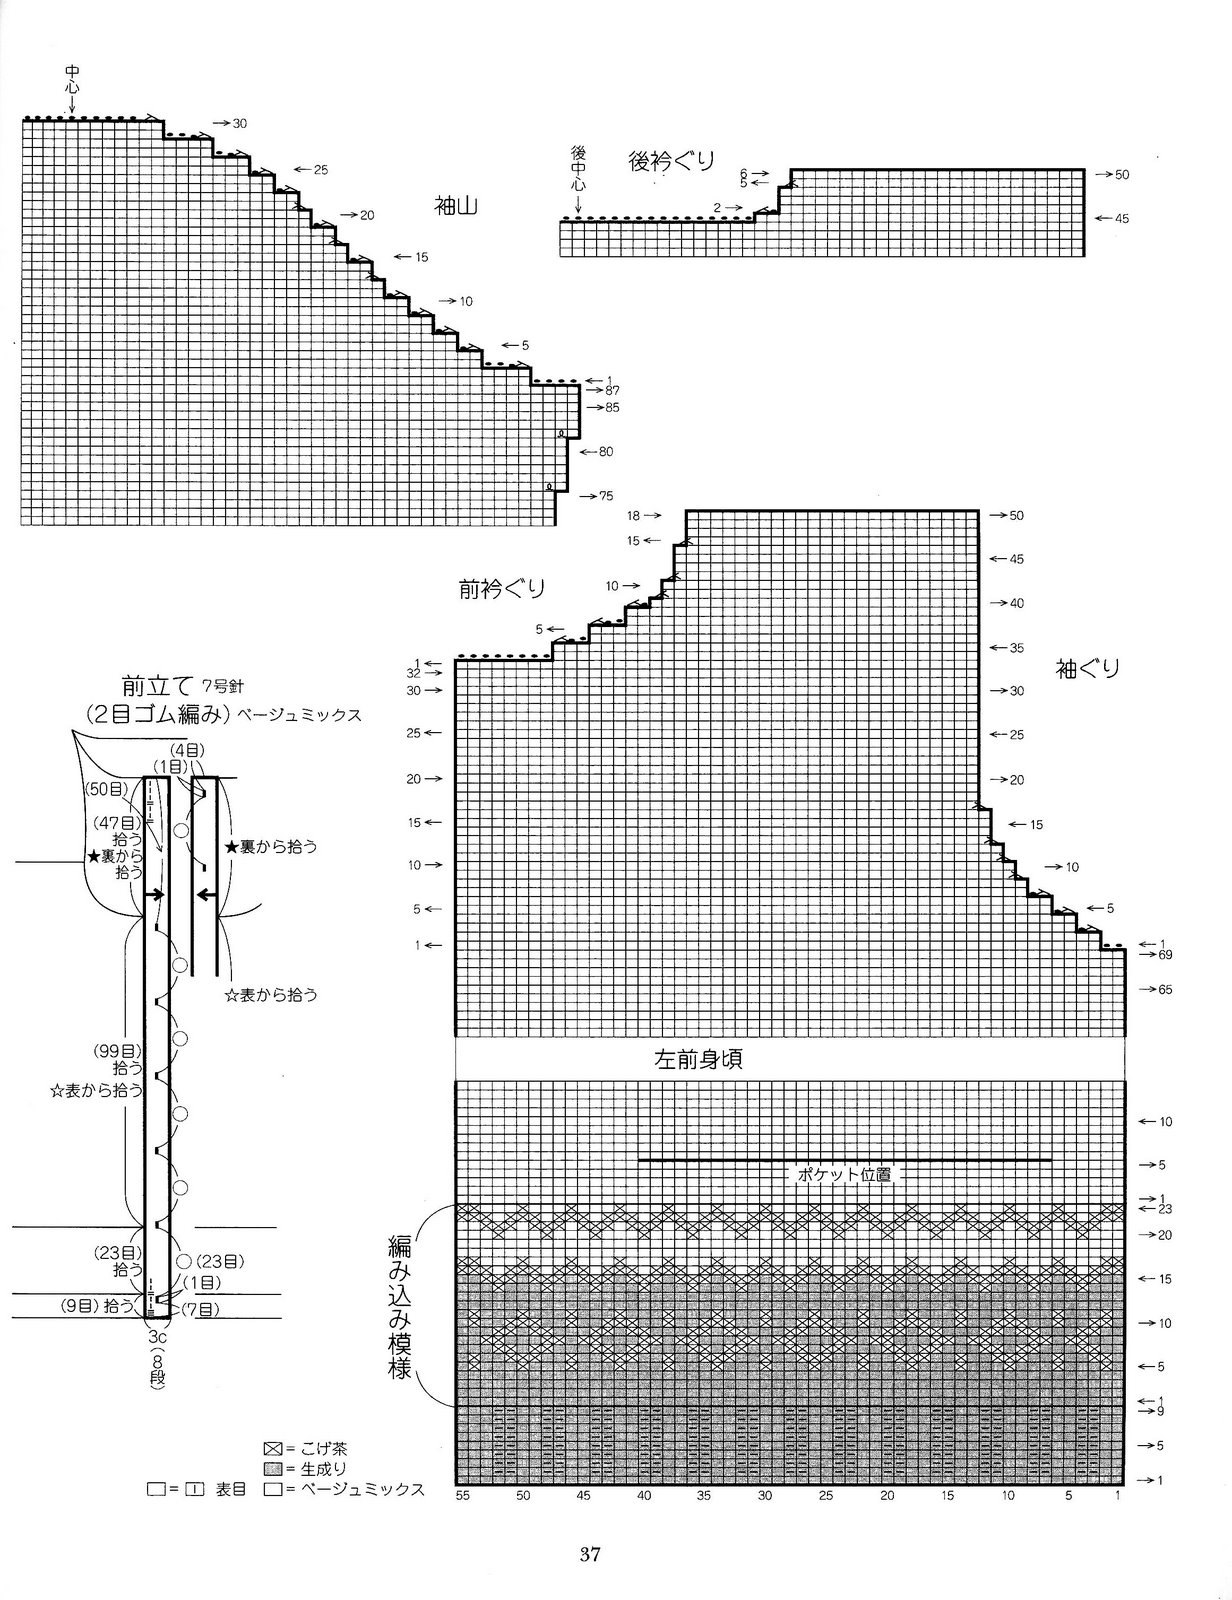 中心
→30
←25
→20
←15
→10
←5
←1
→87
→85
←80
→75
袖山
後中心
後衿ぐり
6→
5←
2→
→50
←45
前衿ぐり
18→
15←
10→
5←
1←
32→
30→
25←
20→
15←
10→
5←
1←
→50
←45
→40
←35
→30
←25
→20
→15
→10
←5
←1
→69
→65
袖ぐり
前立て 7号針
(2目ゴム編み) ベージュミックス
(4目)
(1目)
(50目)
(47目)
拾う
★裏から
拾う
★裏から拾う
☆表から拾う
(99目)
拾う
☆表から拾う
(23目)
拾う
(23目)
(1目)
(9目)拾う
(7目)
3c
(8段)
左前身頃
←10
→5
←1
←23
→20
←15
→10
←5
←1
→9
→5
→1
ポケット位置
編み込み模様
55 50 45 40 35 30 25 20 15 10 5 1
= こげ茶
= 生成り
□=Ⅰ 表目 □= ベージュミックス
37